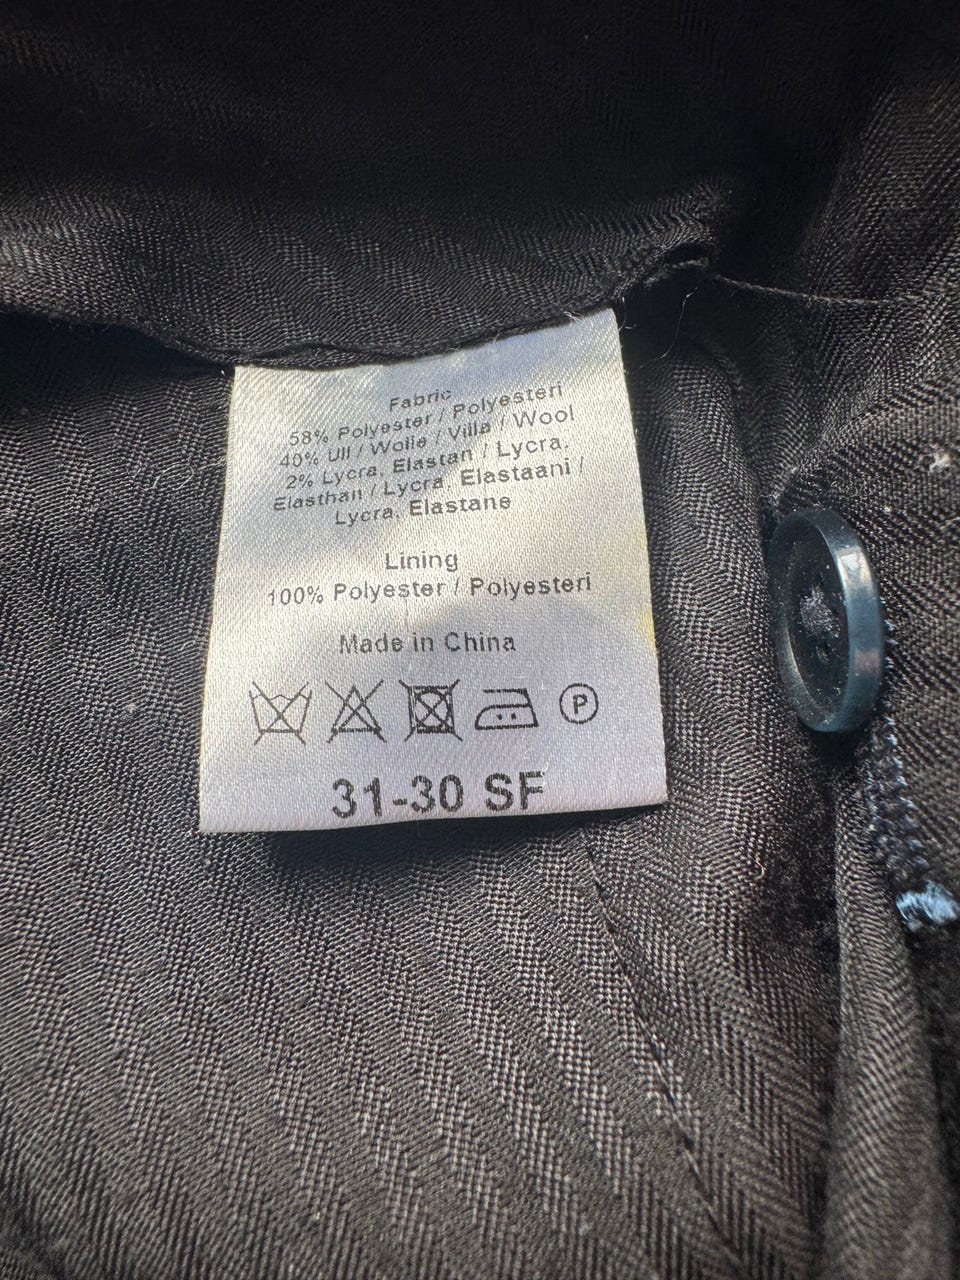 Fabric
58% Polyester / Polyesteri
40% Ull / Wolle / Villa / Wool
2% Lycra, Elastan / Lycra,
Elasthan / Lycra, Elastaani /
Lycra, Elastane
Lining
100% Polyester / Polyesteri
Made in China
P
31-30 SF